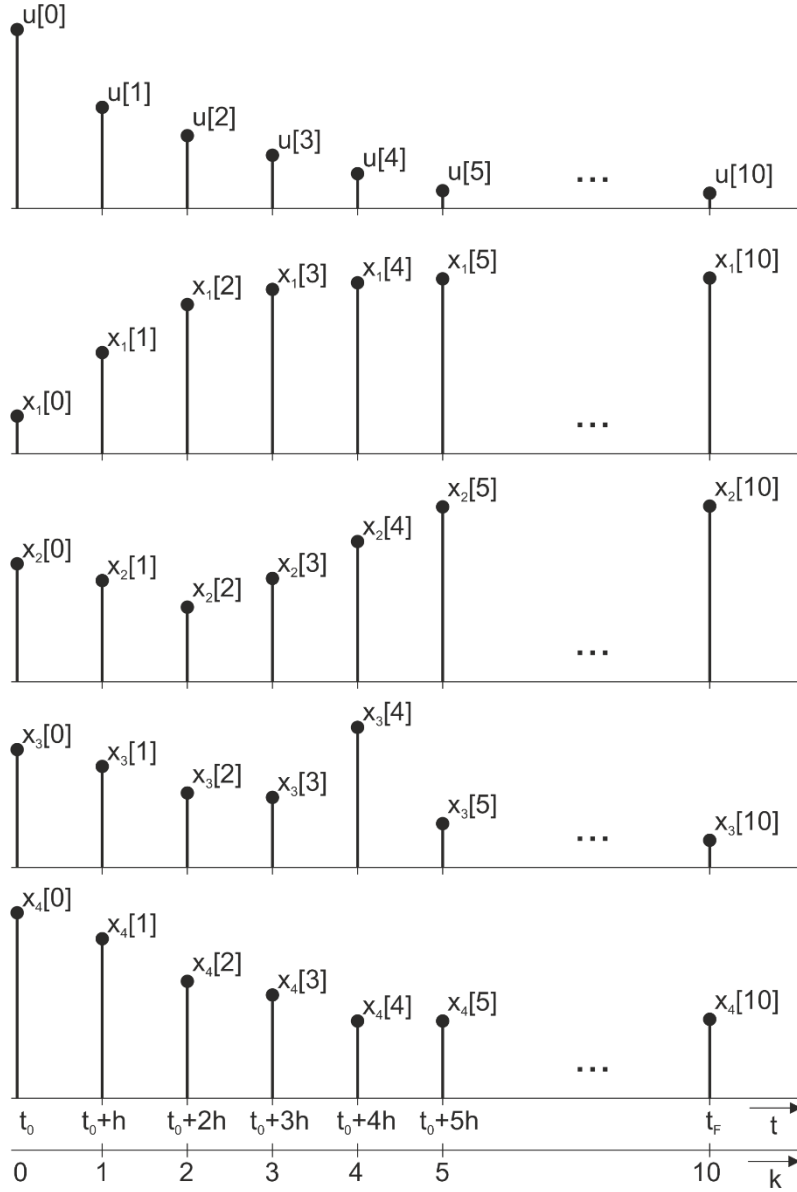 u[0]
u[1]
u[2]
u[3]
u[4]
u[5]
...
u[10]
x₁[0]
x₁[1]
x₁[2]
x₁[3]
x₁[4]
x₁[5]
...
x₁[10]
x₂[0]
x₂[1]
x₂[2]
x₂[3]
x₂[4]
x₂[5]
...
x₂[10]
x₃[0]
x₃[1]
x₃[2]
x₃[3]
x₃[4]
x₃[5]
...
x₃[10]
x₄[0]
x₄[1]
x₄[2]
x₄[3]
x₄[4]
x₄[5]
...
x₄[10]
t₀ t₀+h t₀+2h t₀+3h t₀+4h t₀+5h t_F t
0 1 2 3 4 5 10 k